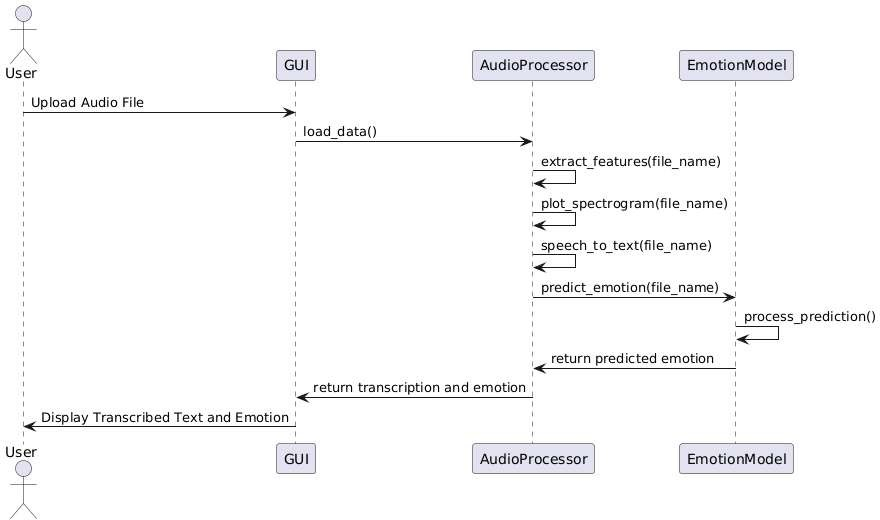 User
GUI
AudioProcessor
EmotionModel
Upload Audio File
load_data()
extract_features(file_name)
plot_spectrogram(file_name)
speech_to_text(file_name)
predict_emotion(file_name)
process_prediction()
return predicted emotion
return transcription and emotion
Display Transcribed Text and Emotion
User
GUI
AudioProcessor
EmotionModel